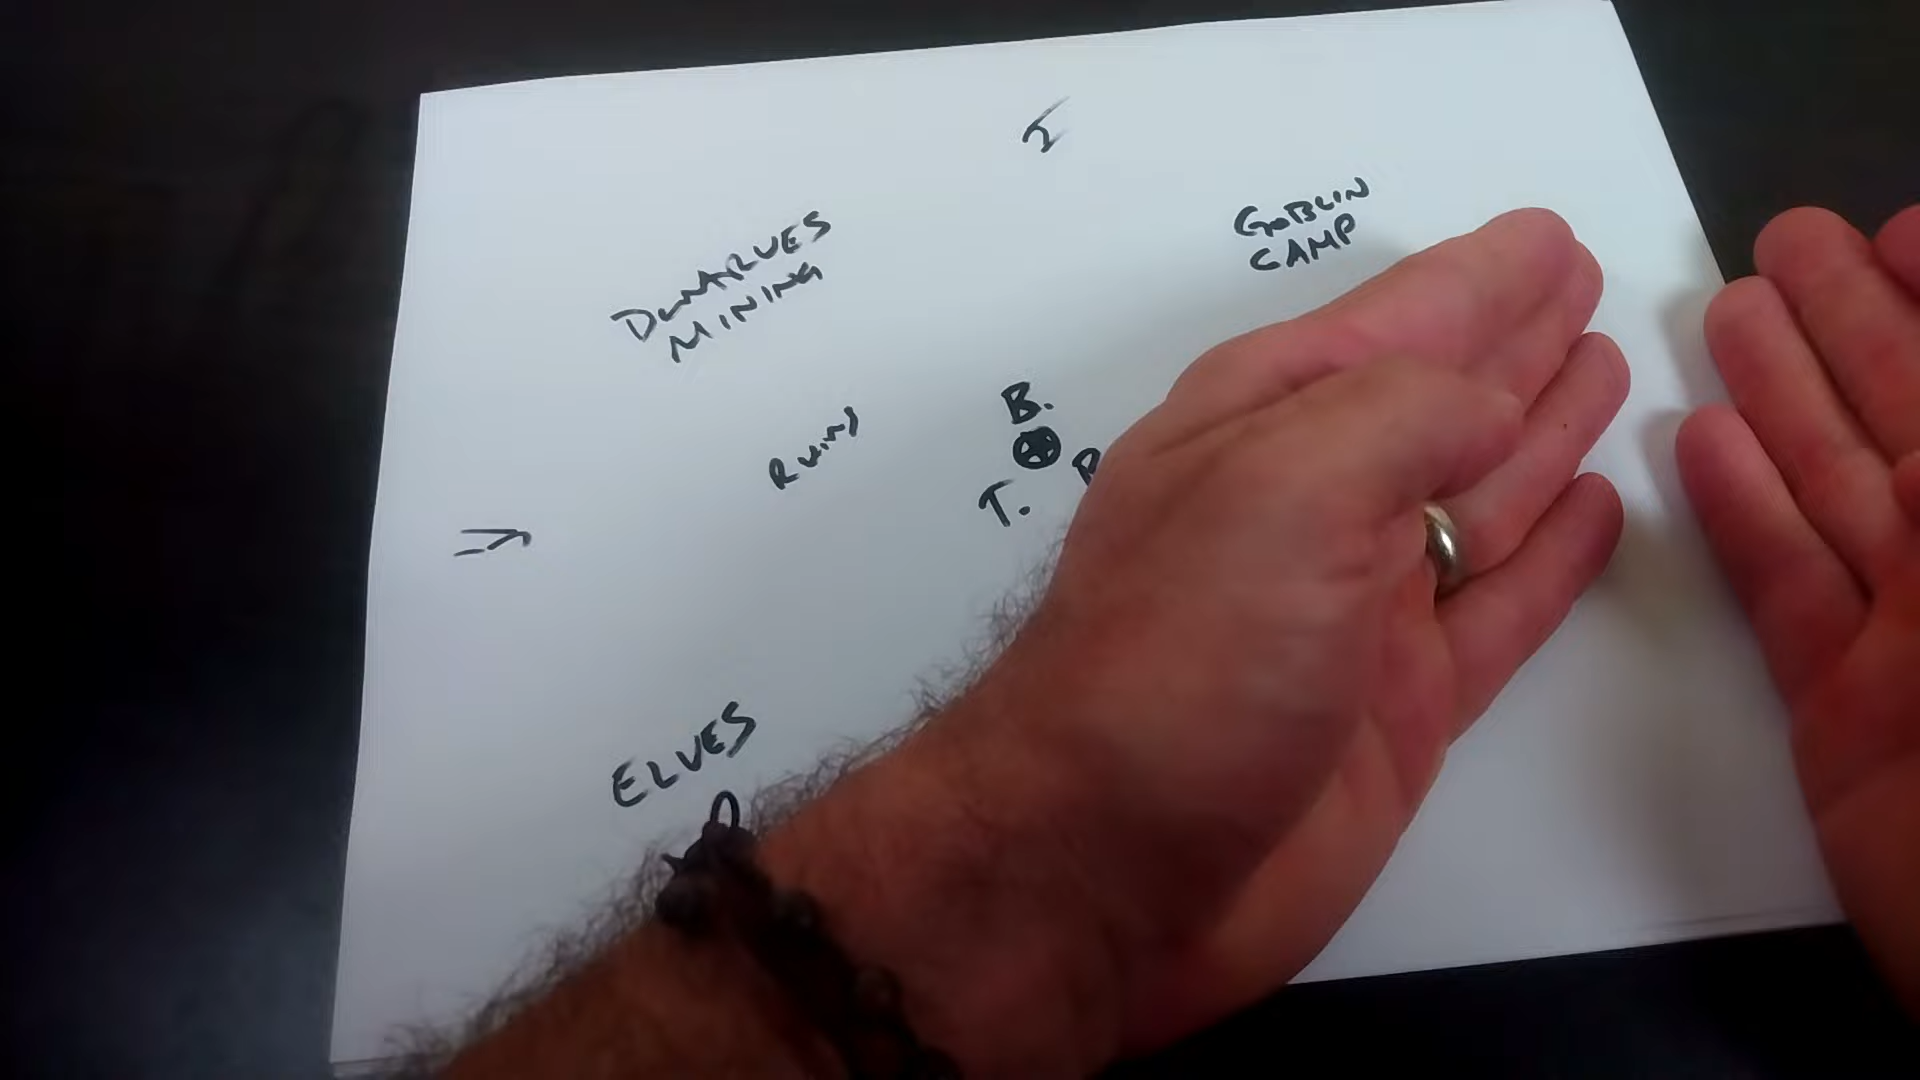 GOBLIN
CAMP
DWARVES
MINING
B.
RUINS
T.
ELVES